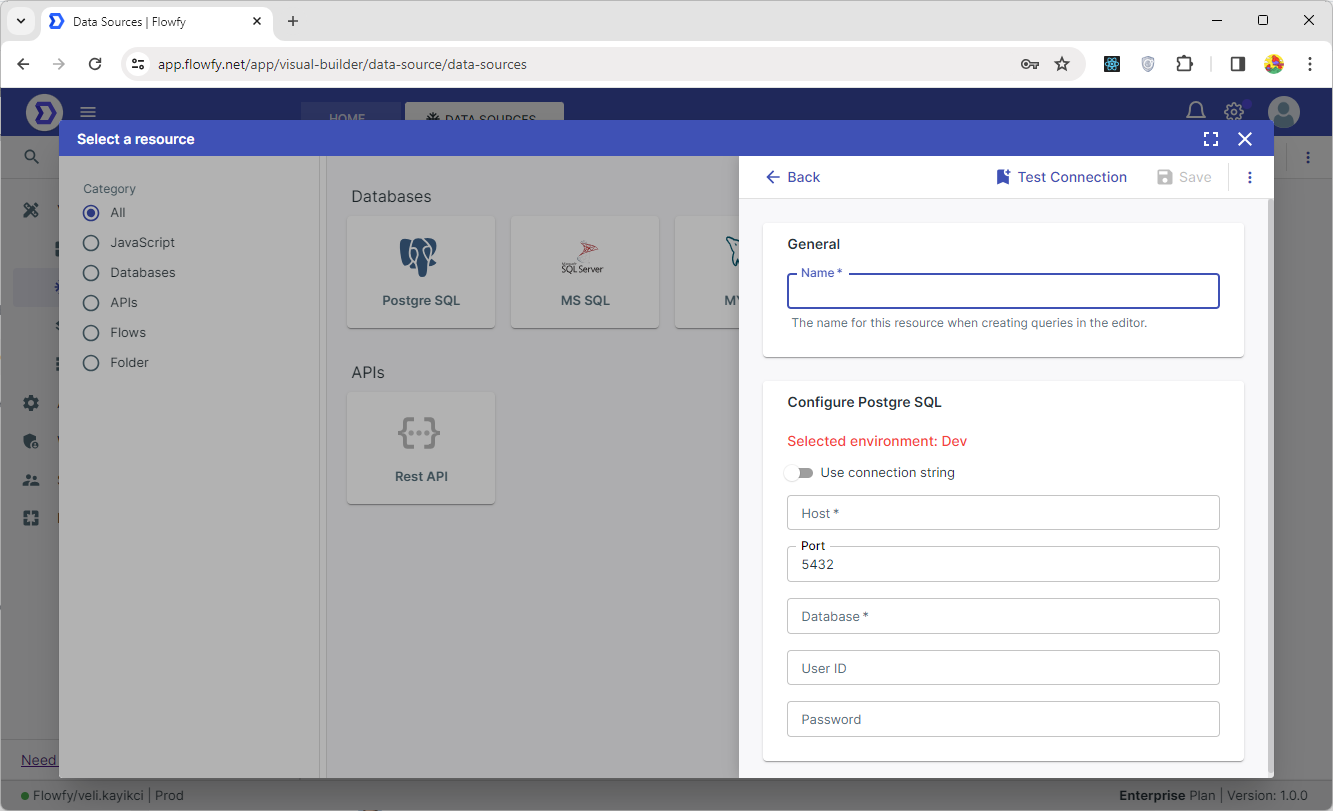 Data Sources | Flowfy
app.flowfy.net/app/visual-builder/data-source/data-sources
HOME
DATA SOURCES
Select a resource
Category
All
JavaScript
Databases
APIs
Flows
Folder
Databases
Postgre SQL
SQL Server
MS SQL
MY
APIs
{...}
Rest API
Back
Test Connection
Save
General
Name *
The name for this resource when creating queries in the editor.
Configure Postgre SQL
Selected environment: Dev
Use connection string
Host *
Port
5432
Database *
User ID
Password
Need
Flowfy/veli.kayikci | Prod
Enterprise Plan | Version: 1.0.0